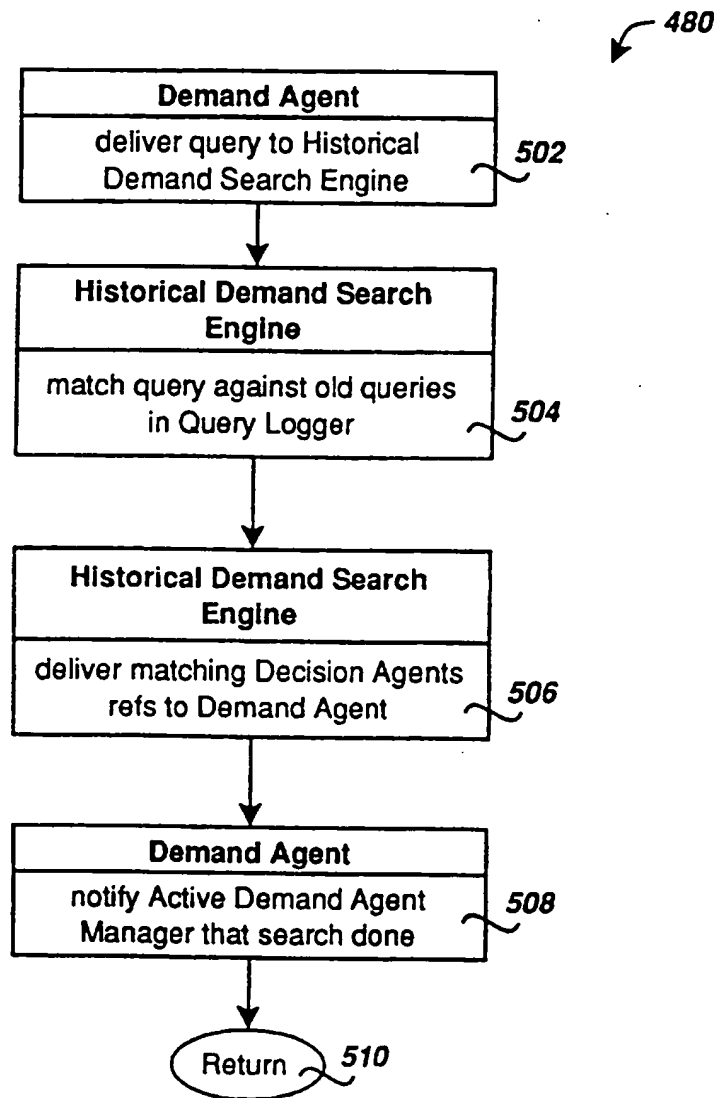 480
Demand Agent
deliver query to Historical
Demand Search Engine
502
Historical Demand Search
Engine
match query against old queries
in Query Logger
504
Historical Demand Search
Engine
deliver matching Decision Agents
refs to Demand Agent
506
Demand Agent
notify Active Demand Agent
Manager that search done
508
Return
510